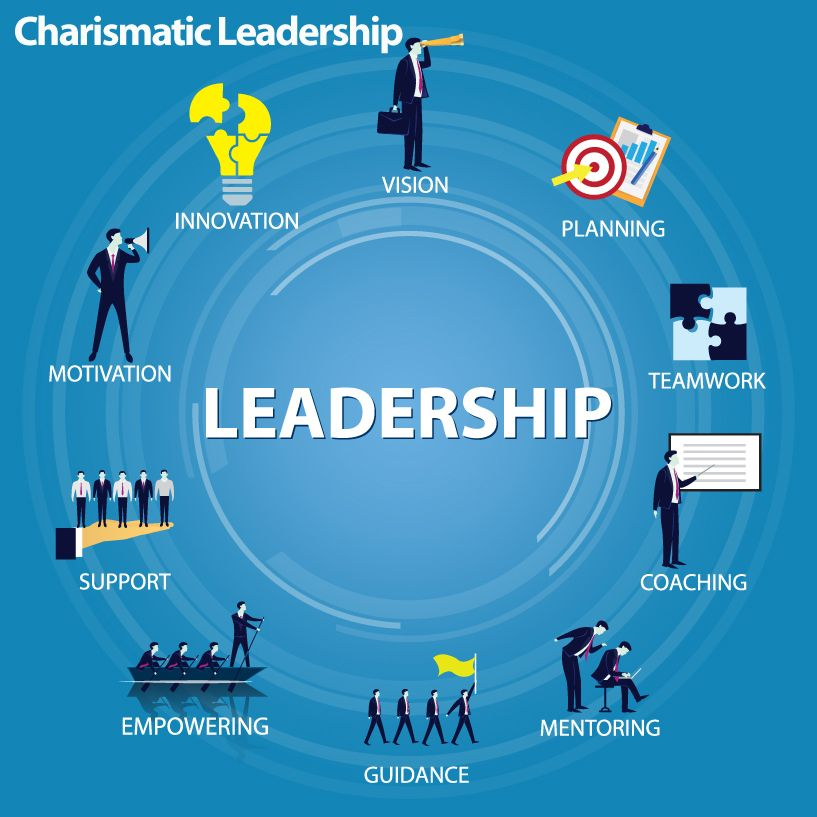 Charismatic Leadership
VISION
INNOVATION
PLANNING
MOTIVATION
TEAMWORK
LEADERSHIP
SUPPORT
COACHING
EMPOWERING
MENTORING
GUIDANCE